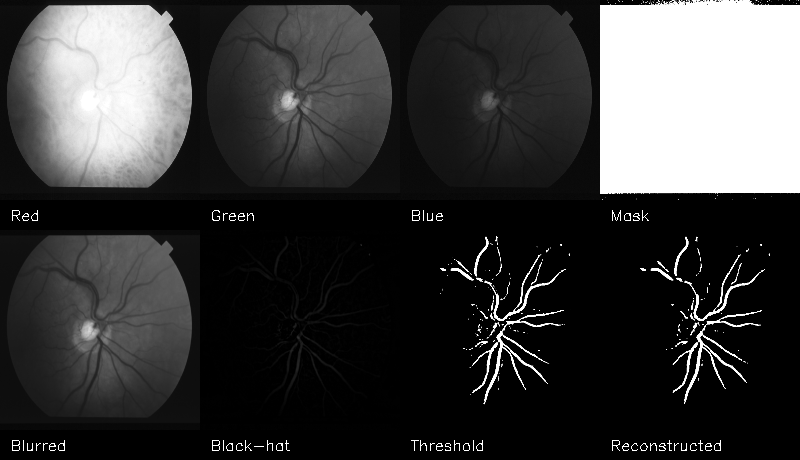 Red
Green
Blue
Mask
Blurred
Black-hat
Threshold
Reconstructed